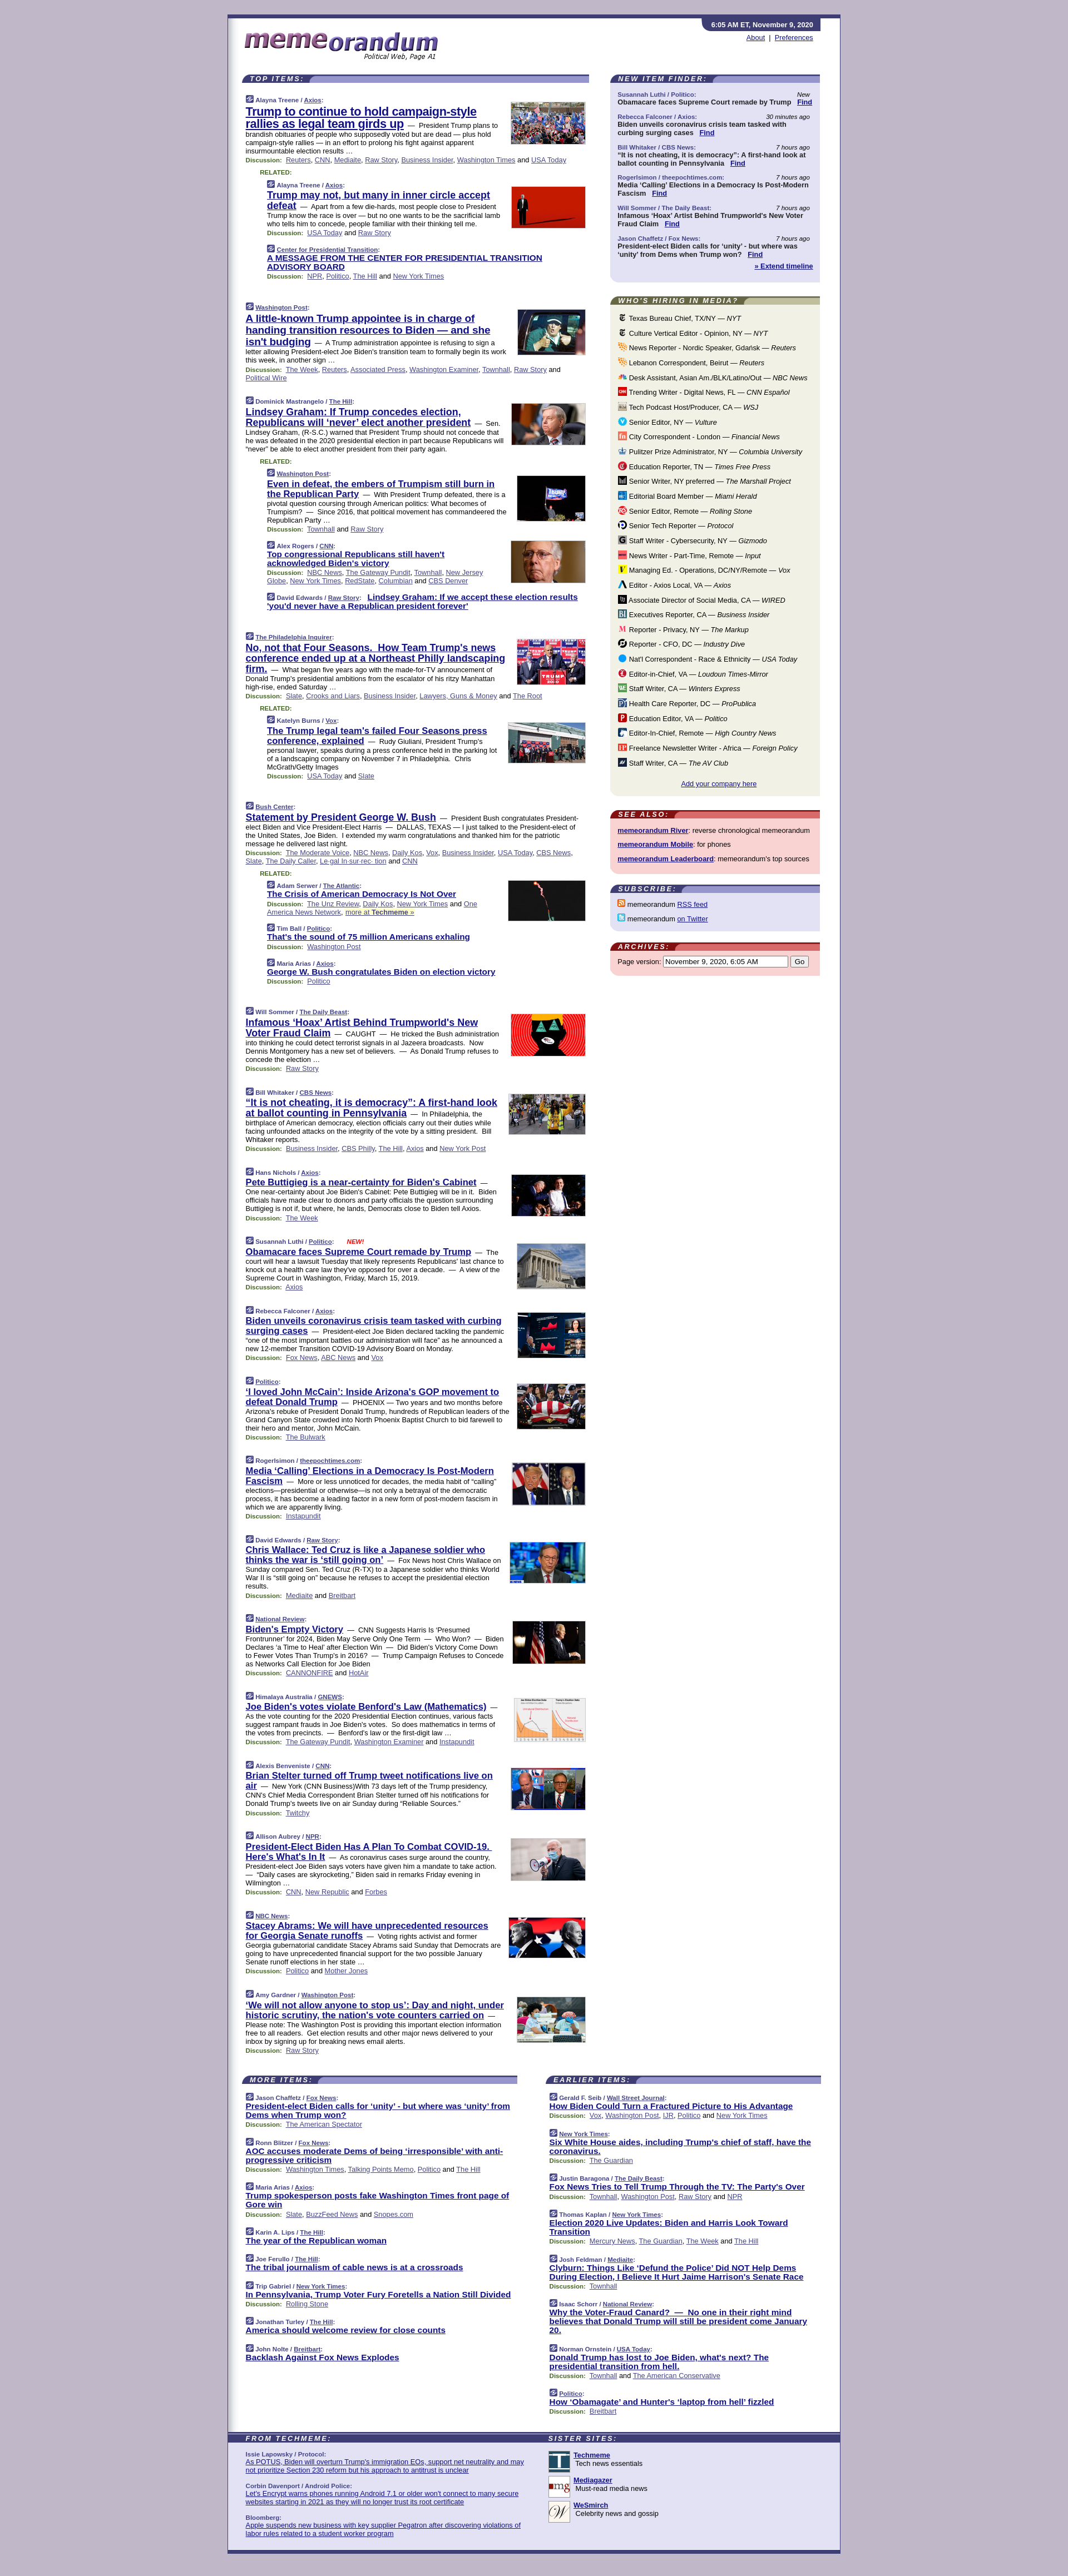 6:05 AM ET, November 9, 2020
memeorandum
Political Web, Page A1
About | Preferences
TOP ITEMS:
Alayna Treene / Axios:
Trump to continue to hold campaign-style
rallies as legal team girds up — President Trump plans to
brandish obituaries of people who supposedly voted but are dead — plus hold
campaign-style rallies — in an effort to prolong his fight against apparent
insurmountable election results …
Discussion: Reuters, CNN, Mediaite, Raw Story, Business Insider, Washington Times and USA Today
RELATED:
Alayna Treene / Axios:
Trump may not, but many in inner circle accept
defeat — Apart from a few die-hards, most people close to President
Trump know the race is over — but no one wants to be the sacrificial lamb
who tells him to concede, people familiar with their thinking tell me.
Discussion: USA Today and Raw Story
Center for Presidential Transition:
A MESSAGE FROM THE CENTER FOR PRESIDENTIAL TRANSITION
ADVISORY BOARD
Discussion: NPR, Politico, The Hill and New York Times
Washington Post:
A little-known Trump appointee is in charge of
handing transition resources to Biden — and she
isn't budging — A Trump administration appointee is refusing to sign a
letter allowing President-elect Joe Biden's transition team to formally begin its work
this week, in another sign …
Discussion: The Week, Reuters, Associated Press, Washington Examiner, Townhall, Raw Story and
Political Wire
Dominick Mastrangelo / The Hill:
Lindsey Graham: If Trump concedes election,
Republicans will ‘never’ elect another president — Sen.
Lindsey Graham, (R-S.C.) warned that President Trump should not concede that
he was defeated in the 2020 presidential election in part because Republicans will
“never” be able to elect another president from their party again.
RELATED:
Washington Post:
Even in defeat, the embers of Trumpism still burn in
the Republican Party — With President Trump defeated, there is a
pivotal question coursing through American politics: What becomes of
Trumpism? — Since 2016, that political movement has commandeered the
Republican Party …
Discussion: Townhall and Raw Story
Alex Rogers / CNN:
Top congressional Republicans still haven't
acknowledged Biden's victory
Discussion: NBC News, The Gateway Pundit, Townhall, New Jersey
Globe, New York Times, RedState, Columbian and CBS Denver
David Edwards / Raw Story: Lindsey Graham: If we accept these election results
'you'd never have a Republican president forever'
The Philadelphia Inquirer:
No, not that Four Seasons. How Team Trump's news
conference ended up at a Northeast Philly landscaping
firm. — What began five years ago with the made-for-TV announcement of
Donald Trump's presidential ambitions from the escalator of his ritzy Manhattan
high-rise, ended Saturday …
Discussion: Slate, Crooks and Liars, Business Insider, Lawyers, Guns & Money and The Root
RELATED:
Katelyn Burns / Vox:
The Trump legal team's failed Four Seasons press
conference, explained — Rudy Giuliani, President Trump's
personal lawyer, speaks during a press conference held in the parking lot
of a landscaping company on November 7 in Philadelphia. Chris
McGrath/Getty Images
Discussion: USA Today and Slate
Bush Center:
Statement by President George W. Bush — President Bush congratulates President-
elect Biden and Vice President-Elect Harris — DALLAS, TEXAS — I just talked to the President-elect of
the United States, Joe Biden. I extended my warm congratulations and thanked him for the patriotic
message he delivered last night.
Discussion: The Moderate Voice, NBC News, Daily Kos, Vox, Business Insider, USA Today, CBS News,
Slate, The Daily Caller, Le·gal In·sur·rec· tion and CNN
RELATED:
Adam Serwer / The Atlantic:
The Crisis of American Democracy Is Not Over
Discussion: The Unz Review, Daily Kos, New York Times and One
America News Network, more at Techmeme »
Tim Ball / Politico:
That's the sound of 75 million Americans exhaling
Discussion: Washington Post
Maria Arias / Axios:
George W. Bush congratulates Biden on election victory
Discussion: Politico
Will Sommer / The Daily Beast:
Infamous ‘Hoax’ Artist Behind Trumpworld's New
Voter Fraud Claim — CAUGHT — He tricked the Bush administration
into thinking he could detect terrorist signals in al Jazeera broadcasts. Now
Dennis Montgomery has a new set of believers. — As Donald Trump refuses to
concede the election …
Discussion: Raw Story
Bill Whitaker / CBS News:
“It is not cheating, it is democracy”: A first-hand look
at ballot counting in Pennsylvania — In Philadelphia, the
birthplace of American democracy, election officials carry out their duties while
facing unfounded attacks on the integrity of the vote by a sitting president. Bill
Whitaker reports.
Discussion: Business Insider, CBS Philly, The Hill, Axios and New York Post
Hans Nichols / Axios:
Pete Buttigieg is a near-certainty for Biden's Cabinet —
One near-certainty about Joe Biden's Cabinet: Pete Buttigieg will be in it. Biden
officials have made clear to donors and party officials the question surrounding
Buttigieg is not if, but where, he lands, Democrats close to Biden tell Axios.
Discussion: The Week
Susannah Luthi / Politico: NEW!
Obamacare faces Supreme Court remade by Trump — The
court will hear a lawsuit Tuesday that likely represents Republicans' last chance to
knock out a health care law they've opposed for over a decade. — A view of the
Supreme Court in Washington, Friday, March 15, 2019.
Discussion: Axios
Rebecca Falconer / Axios:
Biden unveils coronavirus crisis team tasked with curbing
surging cases — President-elect Joe Biden declared tackling the pandemic
“one of the most important battles our administration will face” as he announced a
new 12-member Transition COVID-19 Advisory Board on Monday.
Discussion: Fox News, ABC News and Vox
Politico:
‘I loved John McCain’: Inside Arizona's GOP movement to
defeat Donald Trump — PHOENIX — Two years and two months before
Arizona's rebuke of President Donald Trump, hundreds of Republican leaders of the
Grand Canyon State crowded into North Phoenix Baptist Church to bid farewell to
their hero and mentor, John McCain.
Discussion: The Bulwark
Rogerlsimon / theepochtimes.com:
Media ‘Calling’ Elections in a Democracy Is Post-Modern
Fascism — More or less unnoticed for decades, the media habit of “calling”
elections—presidential or otherwise—is not only a betrayal of the democratic
process, it has become a leading factor in a new form of post-modern fascism in
which we are apparently living.
Discussion: Instapundit
David Edwards / Raw Story:
Chris Wallace: Ted Cruz is like a Japanese soldier who
thinks the war is ‘still going on’ — Fox News host Chris Wallace on
Sunday compared Sen. Ted Cruz (R-TX) to a Japanese soldier who thinks World
War II is “still going on” because he refuses to accept the presidential election
results.
Discussion: Mediaite and Breitbart
National Review:
Biden's Empty Victory — CNN Suggests Harris Is ‘Presumed
Frontrunner’ for 2024, Biden May Serve Only One Term — Who Won? — Biden
Declares ‘a Time to Heal’ after Election Win — Did Biden's Victory Come Down
to Fewer Votes Than Trump's in 2016? — Trump Campaign Refuses to Concede
as Networks Call Election for Joe Biden
Discussion: CANNONFIRE and HotAir
Himalaya Australia / GNEWS:
Joe Biden's votes violate Benford's Law (Mathematics) —
As the vote counting for the 2020 Presidential Election continues, various facts
suggest rampant frauds in Joe Biden's votes. So does mathematics in terms of
the votes from precincts. — Benford's law or the first-digit law …
Discussion: The Gateway Pundit, Washington Examiner and Instapundit
Alexis Benveniste / CNN:
Brian Stelter turned off Trump tweet notifications live on
air — New York (CNN Business)With 73 days left of the Trump presidency,
CNN's Chief Media Correspondent Brian Stelter turned off his notifications for
Donald Trump's tweets live on air Sunday during “Reliable Sources.”
Discussion: Twitchy
Allison Aubrey / NPR:
President-Elect Biden Has A Plan To Combat COVID-19.
Here's What's In It — As coronavirus cases surge around the country,
President-elect Joe Biden says voters have given him a mandate to take action.
— “Daily cases are skyrocketing,” Biden said in remarks Friday evening in
Wilmington …
Discussion: CNN, New Republic and Forbes
NBC News:
Stacey Abrams: We will have unprecedented resources
for Georgia Senate runoffs — Voting rights activist and former
Georgia gubernatorial candidate Stacey Abrams said Sunday that Democrats are
going to have unprecedented financial support for the two possible January
Senate runoff elections in her state …
Discussion: Politico and Mother Jones
Amy Gardner / Washington Post:
‘We will not allow anyone to stop us’: Day and night, under
historic scrutiny, the nation's vote counters carried on —
Please note: The Washington Post is providing this important election information
free to all readers. Get election results and other major news delivered to your
inbox by signing up for breaking news email alerts.
Discussion: Raw Story
NEW ITEM FINDER:
Susannah Luthi / Politico: New
Obamacare faces Supreme Court remade by Trump Find
Rebecca Falconer / Axios: 30 minutes ago
Biden unveils coronavirus crisis team tasked with
curbing surging cases Find
Bill Whitaker / CBS News: 7 hours ago
“It is not cheating, it is democracy”: A first-hand look at
ballot counting in Pennsylvania Find
Rogerlsimon / theepochtimes.com: 7 hours ago
Media ‘Calling’ Elections in a Democracy Is Post-Modern
Fascism Find
Will Sommer / The Daily Beast: 7 hours ago
Infamous ‘Hoax’ Artist Behind Trumpworld's New Voter
Fraud Claim Find
Jason Chaffetz / Fox News: 7 hours ago
President-elect Biden calls for ‘unity’ - but where was
‘unity’ from Dems when Trump won? Find
» Extend timeline
WHO'S HIRING IN MEDIA?
Texas Bureau Chief, TX/NY — NYT
Culture Vertical Editor - Opinion, NY — NYT
News Reporter - Nordic Speaker, Gdańsk — Reuters
Lebanon Correspondent, Beirut — Reuters
Desk Assistant, Asian Am./BLK/Latino/Out — NBC News
Trending Writer - Digital News, FL — CNN Español
Tech Podcast Host/Producer, CA — WSJ
Senior Editor, NY — Vulture
City Correspondent - London — Financial News
Pulitzer Prize Administrator, NY — Columbia University
Education Reporter, TN — Times Free Press
Senior Writer, NY preferred — The Marshall Project
Editorial Board Member — Miami Herald
Senior Editor, Remote — Rolling Stone
Senior Tech Reporter — Protocol
Staff Writer - Cybersecurity, NY — Gizmodo
News Writer - Part-Time, Remote — Input
Managing Ed. - Operations, DC/NY/Remote — Vox
Editor - Axios Local, VA — Axios
Associate Director of Social Media, CA — WIRED
Executives Reporter, CA — Business Insider
Reporter - Privacy, NY — The Markup
Reporter - CFO, DC — Industry Dive
Nat'l Correspondent - Race & Ethnicity — USA Today
Editor-in-Chief, VA — Loudoun Times-Mirror
Staff Writer, CA — Winters Express
Health Care Reporter, DC — ProPublica
Education Editor, VA — Politico
Editor-In-Chief, Remote — High Country News
Freelance Newsletter Writer - Africa — Foreign Policy
Staff Writer, CA — The AV Club
Add your company here
SEE ALSO:
memeorandum River: reverse chronological memeorandum
memeorandum Mobile: for phones
memeorandum Leaderboard: memeorandum's top sources
SUBSCRIBE:
memeorandum RSS feed
memeorandum on Twitter
ARCHIVES:
Page version: November 9, 2020, 6:05 AM Go
MORE ITEMS:
Jason Chaffetz / Fox News:
President-elect Biden calls for ‘unity’ - but where was ‘unity’ from
Dems when Trump won?
Discussion: The American Spectator
Ronn Blitzer / Fox News:
AOC accuses moderate Dems of being ‘irresponsible’ with anti-
progressive criticism
Discussion: Washington Times, Talking Points Memo, Politico and The Hill
Maria Arias / Axios:
Trump spokesperson posts fake Washington Times front page of
Gore win
Discussion: Slate, BuzzFeed News and Snopes.com
Karin A. Lips / The Hill:
The year of the Republican woman
Joe Ferullo / The Hill:
The tribal journalism of cable news is at a crossroads
Trip Gabriel / New York Times:
In Pennsylvania, Trump Voter Fury Foretells a Nation Still Divided
Discussion: Rolling Stone
Jonathan Turley / The Hill:
America should welcome review for close counts
John Nolte / Breitbart:
Backlash Against Fox News Explodes
EARLIER ITEMS:
Gerald F. Seib / Wall Street Journal:
How Biden Could Turn a Fractured Picture to His Advantage
Discussion: Vox, Washington Post, IJR, Politico and New York Times
New York Times:
Six White House aides, including Trump's chief of staff, have the
coronavirus.
Discussion: The Guardian
Justin Baragona / The Daily Beast:
Fox News Tries to Tell Trump Through the TV: The Party's Over
Discussion: Townhall, Washington Post, Raw Story and NPR
Thomas Kaplan / New York Times:
Election 2020 Live Updates: Biden and Harris Look Toward
Transition
Discussion: Mercury News, The Guardian, The Week and The Hill
Josh Feldman / Mediaite:
Clyburn: Things Like ‘Defund the Police’ Did NOT Help Dems
During Election, I Believe It Hurt Jaime Harrison's Senate Race
Discussion: Townhall
Isaac Schorr / National Review:
Why the Voter-Fraud Canard? — No one in their right mind
believes that Donald Trump will still be president come January
20.
Norman Ornstein / USA Today:
Donald Trump has lost to Joe Biden, what's next? The
presidential transition from hell.
Discussion: Townhall and The American Conservative
Politico:
How ‘Obamagate’ and Hunter's ‘laptop from hell’ fizzled
Discussion: Breitbart
FROM TECHMEME:
Issie Lapowsky / Protocol:
As POTUS, Biden will overturn Trump's immigration EOs, support net neutrality and may
not prioritize Section 230 reform but his approach to antitrust is unclear
Corbin Davenport / Android Police:
Let's Encrypt warns phones running Android 7.1 or older won't connect to many secure
websites starting in 2021 as they will no longer trust its root certificate
Bloomberg:
Apple suspends new business with key supplier Pegatron after discovering violations of
labor rules related to a student worker program
SISTER SITES:
Techmeme
Tech news essentials
Mediagazer
Must-read media news
WeSmirch
Celebrity news and gossip